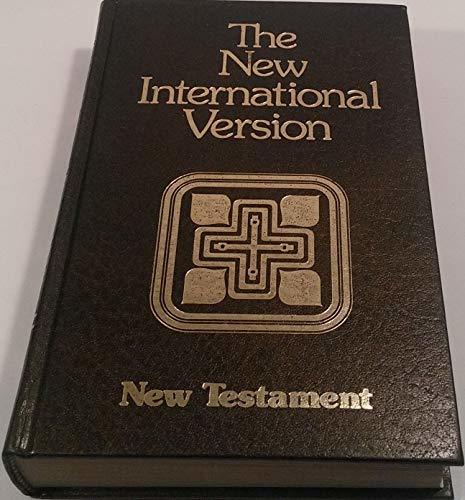 The
New
International
Version
New Testament